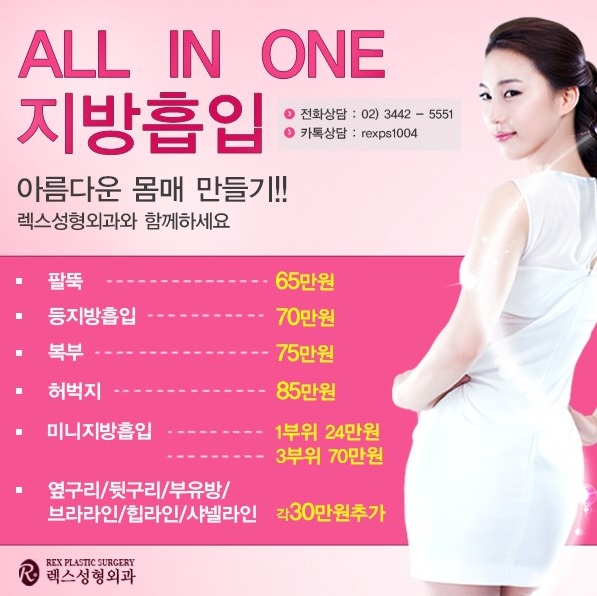 ALL IN ONE
지방흡입
전화상담 : 02) 3442 - 5551
카톡상담 : rexps1004
아름다운 몸매 만들기!!
렉스성형외과와 함께하세요
팔뚝 65만원
등지방흡입 70만원
복부 75만원
허벅지 85만원
미니지방흡입 1부위 24만원
3부위 70만원
옆구리/뒷구리/부유방/
브라라인/힙라인/샤넬라인 각30만원추가
R REX PLASTIC SURGERY
렉스성형외과